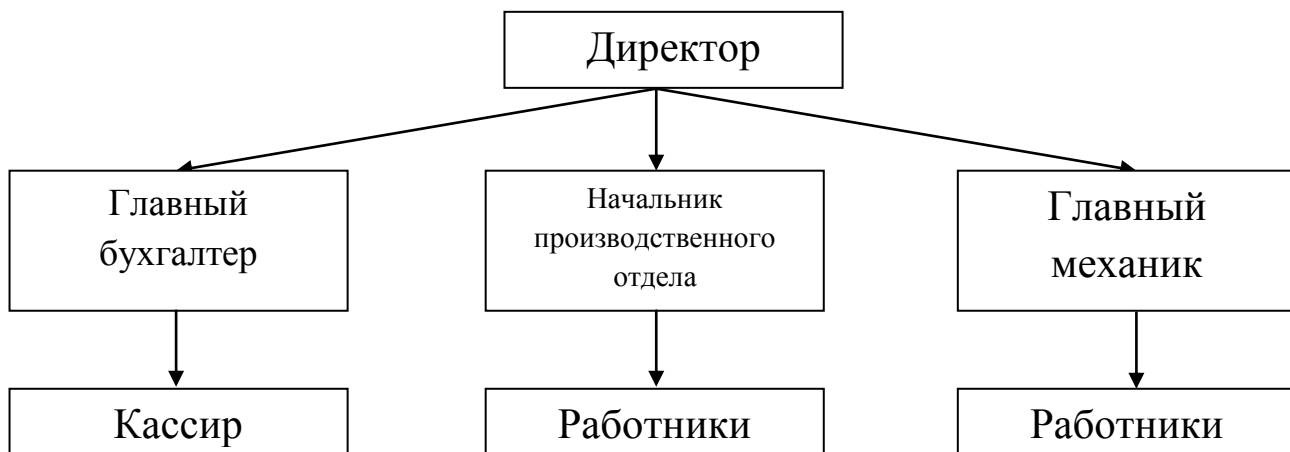 Директор
Главный
бухгалтер
Начальник
производственного
отдела
Главный
механик
Кассир
Работники
Работники